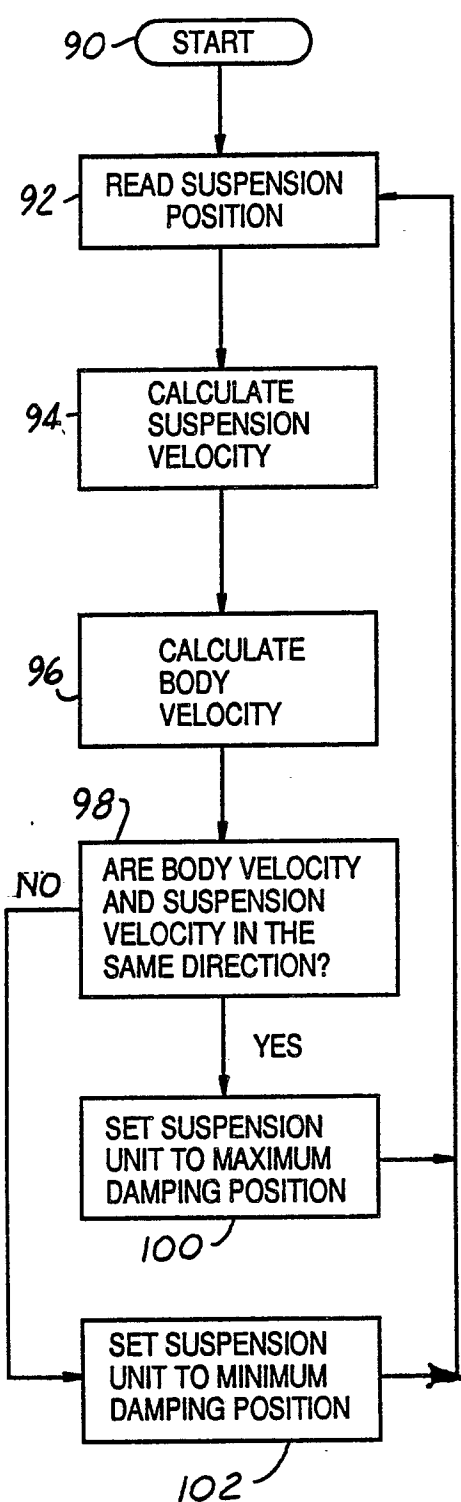 90
START
92
READ SUSPENSION
POSITION
94
CALCULATE
SUSPENSION
VELOCITY
96
CALCULATE
BODY
VELOCITY
98
NO
ARE BODY VELOCITY
AND SUSPENSION
VELOCITY IN THE
SAME DIRECTION?
YES
SET SUSPENSION
UNIT TO MAXIMUM
DAMPING POSITION
100
SET SUSPENSION
UNIT TO MINIMUM
DAMPING POSITION
102